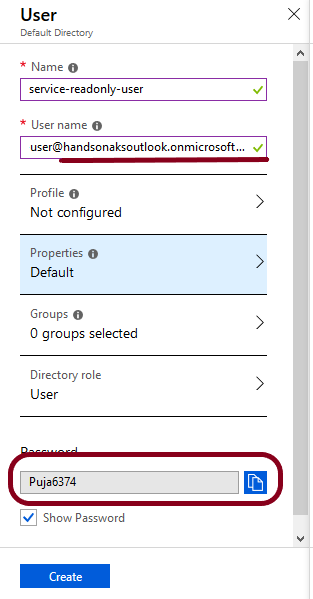 User
Default Directory
* Name
service-readonly-user
* User name
user@handsonaksoutlook.onmicrosoft...
Profile
Not configured
Properties
Default
Groups
0 groups selected
Directory role
User
Password
Puja6374
Show Password
Create